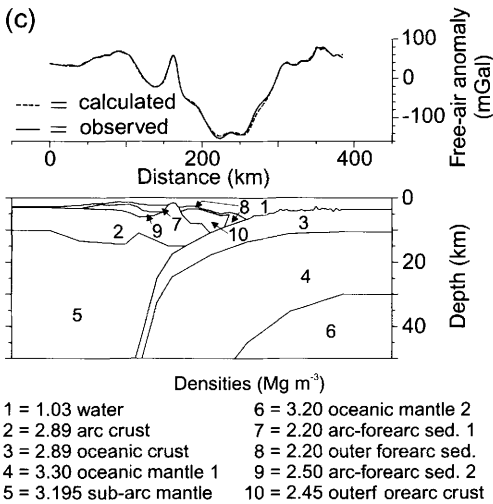 (c)
100
0
-100
Free-air anomaly
(mGal)
--- = calculated
— = observed
0 200 400
Distance (km)
0
20
40
Depth (km)
8 1
2 9 7 7 10 3
4
5
6
Densities (Mg m⁻³)
1 = 1.03 water
2 = 2.89 arc crust
3 = 2.89 oceanic crust
4 = 3.30 oceanic mantle 1
5 = 3.195 sub-arc mantle
6 = 3.20 oceanic mantle 2
7 = 2.20 arc-forearc sed. 1
8 = 2.20 outer forearc sed.
9 = 2.50 arc-forearc sed. 2
10 = 2.45 outerf orearc crust